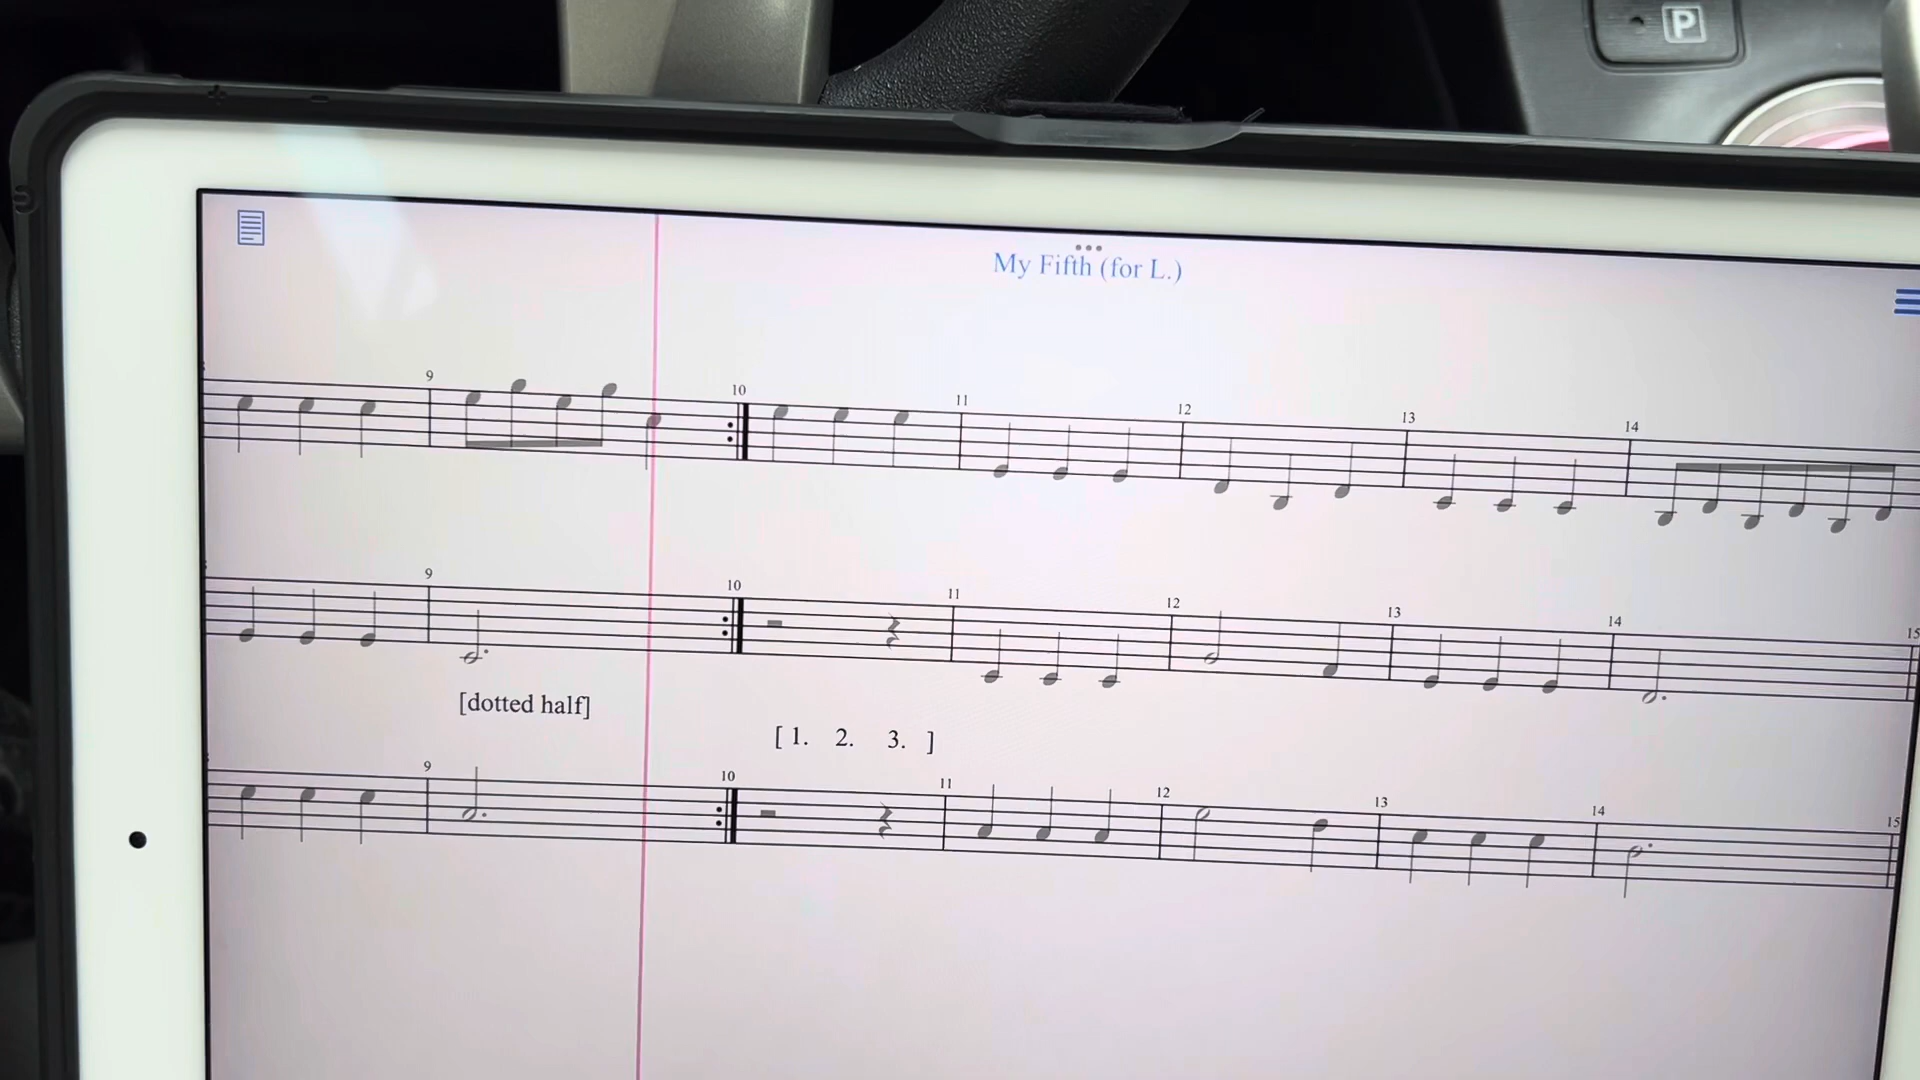 P
My Fifth (for L.)
9 10 11 12 13 14
9 10 11 12 13 14 15
[dotted half]
[ 1. 2. 3. ]
9 10 11 12 13 14 15